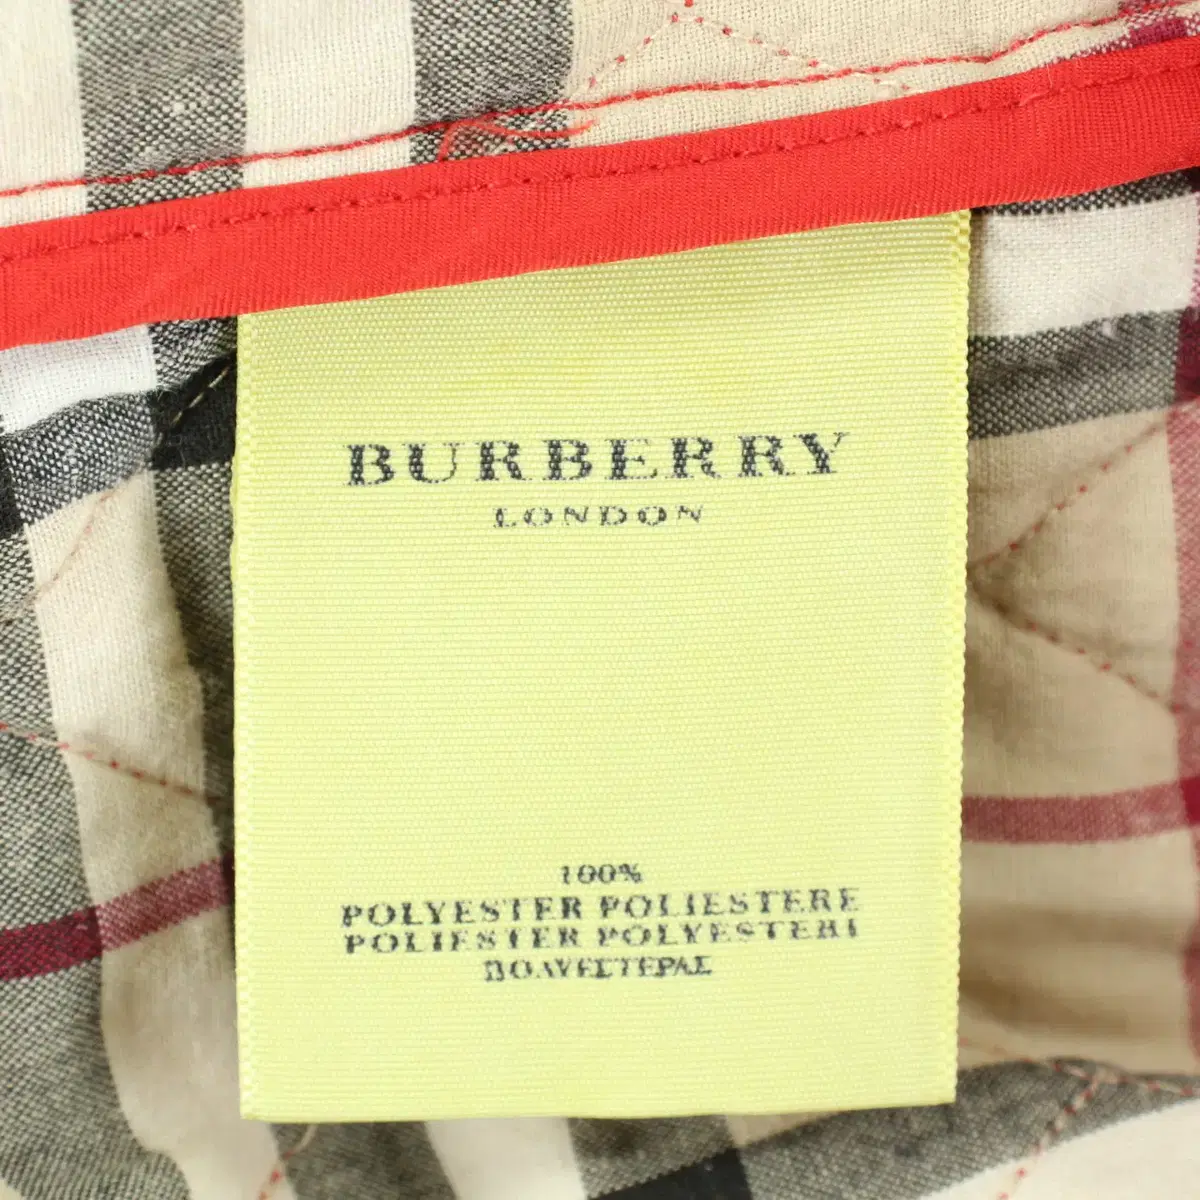 BURBERRY
LONDON
100%
POLYESTER POLIESTERE
POLIESTER POLYESTERI
ΠΟΛΥΕΣΤΕΡΑΣ